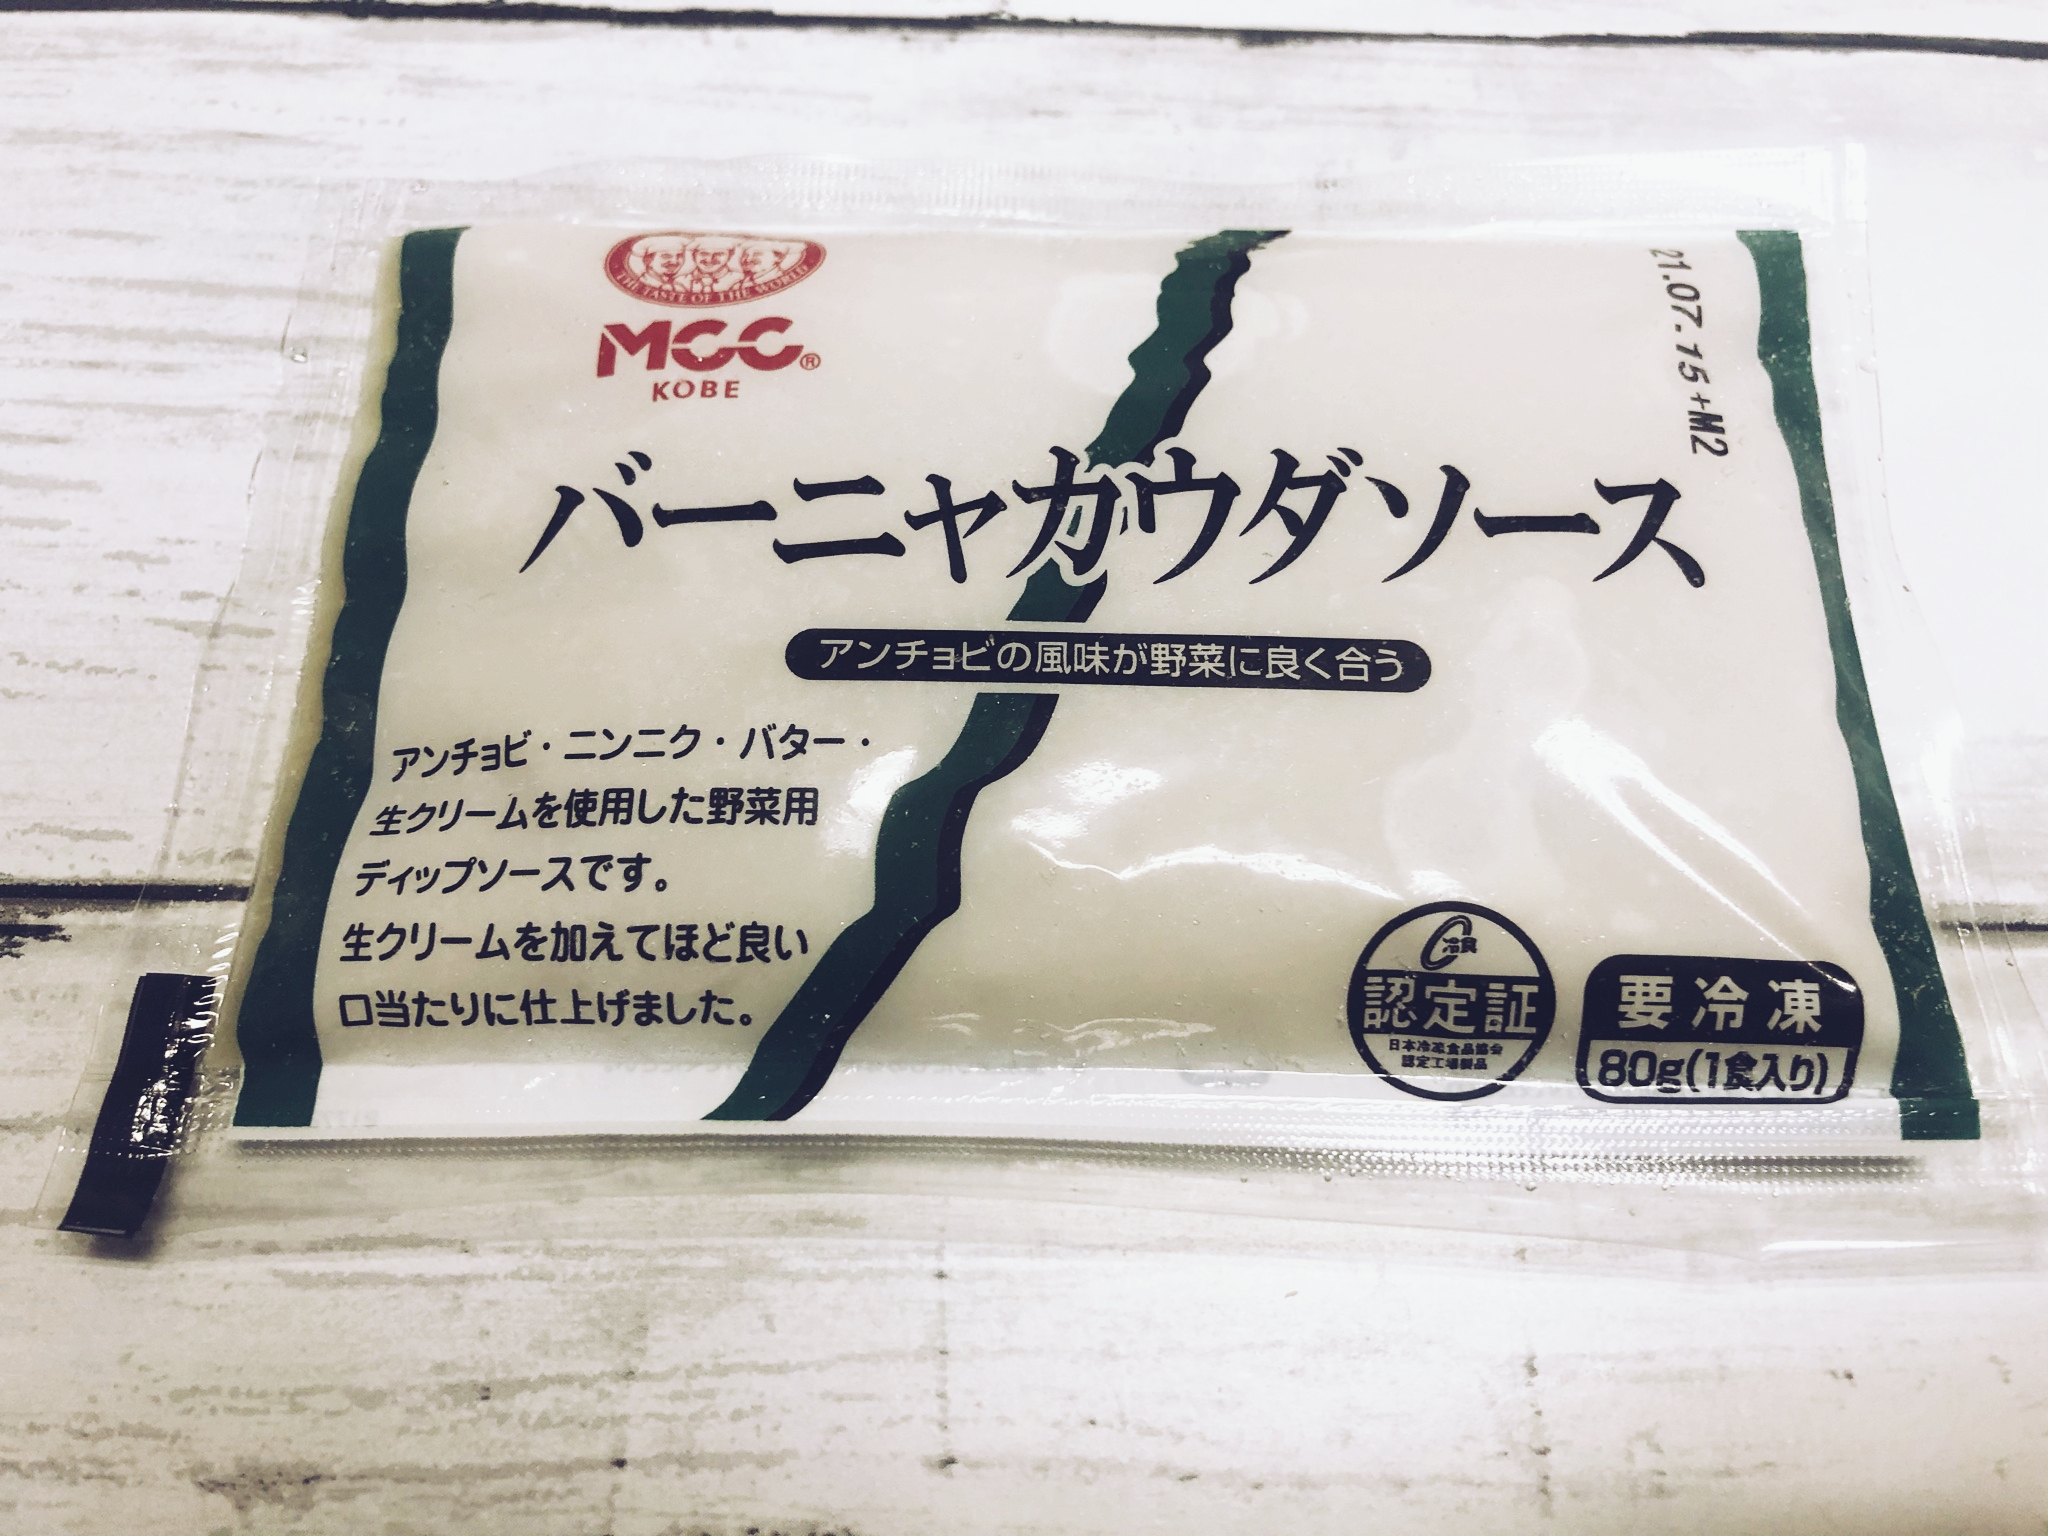 THE TASTE OF THE WORLD
MCC®
KOBE
21.07.15+M2
バーニャカウダソース
アンチョビの風味が野菜に良く合う
アンチョビ・ニンニク・バター・
生クリームを使用した野菜用
ディップソースです。
生クリームを加えてほど良い
口当たりに仕上げました。
冷食
認定証
日本冷凍食品協会
認定工場製品
要冷凍
80g(1食入り)